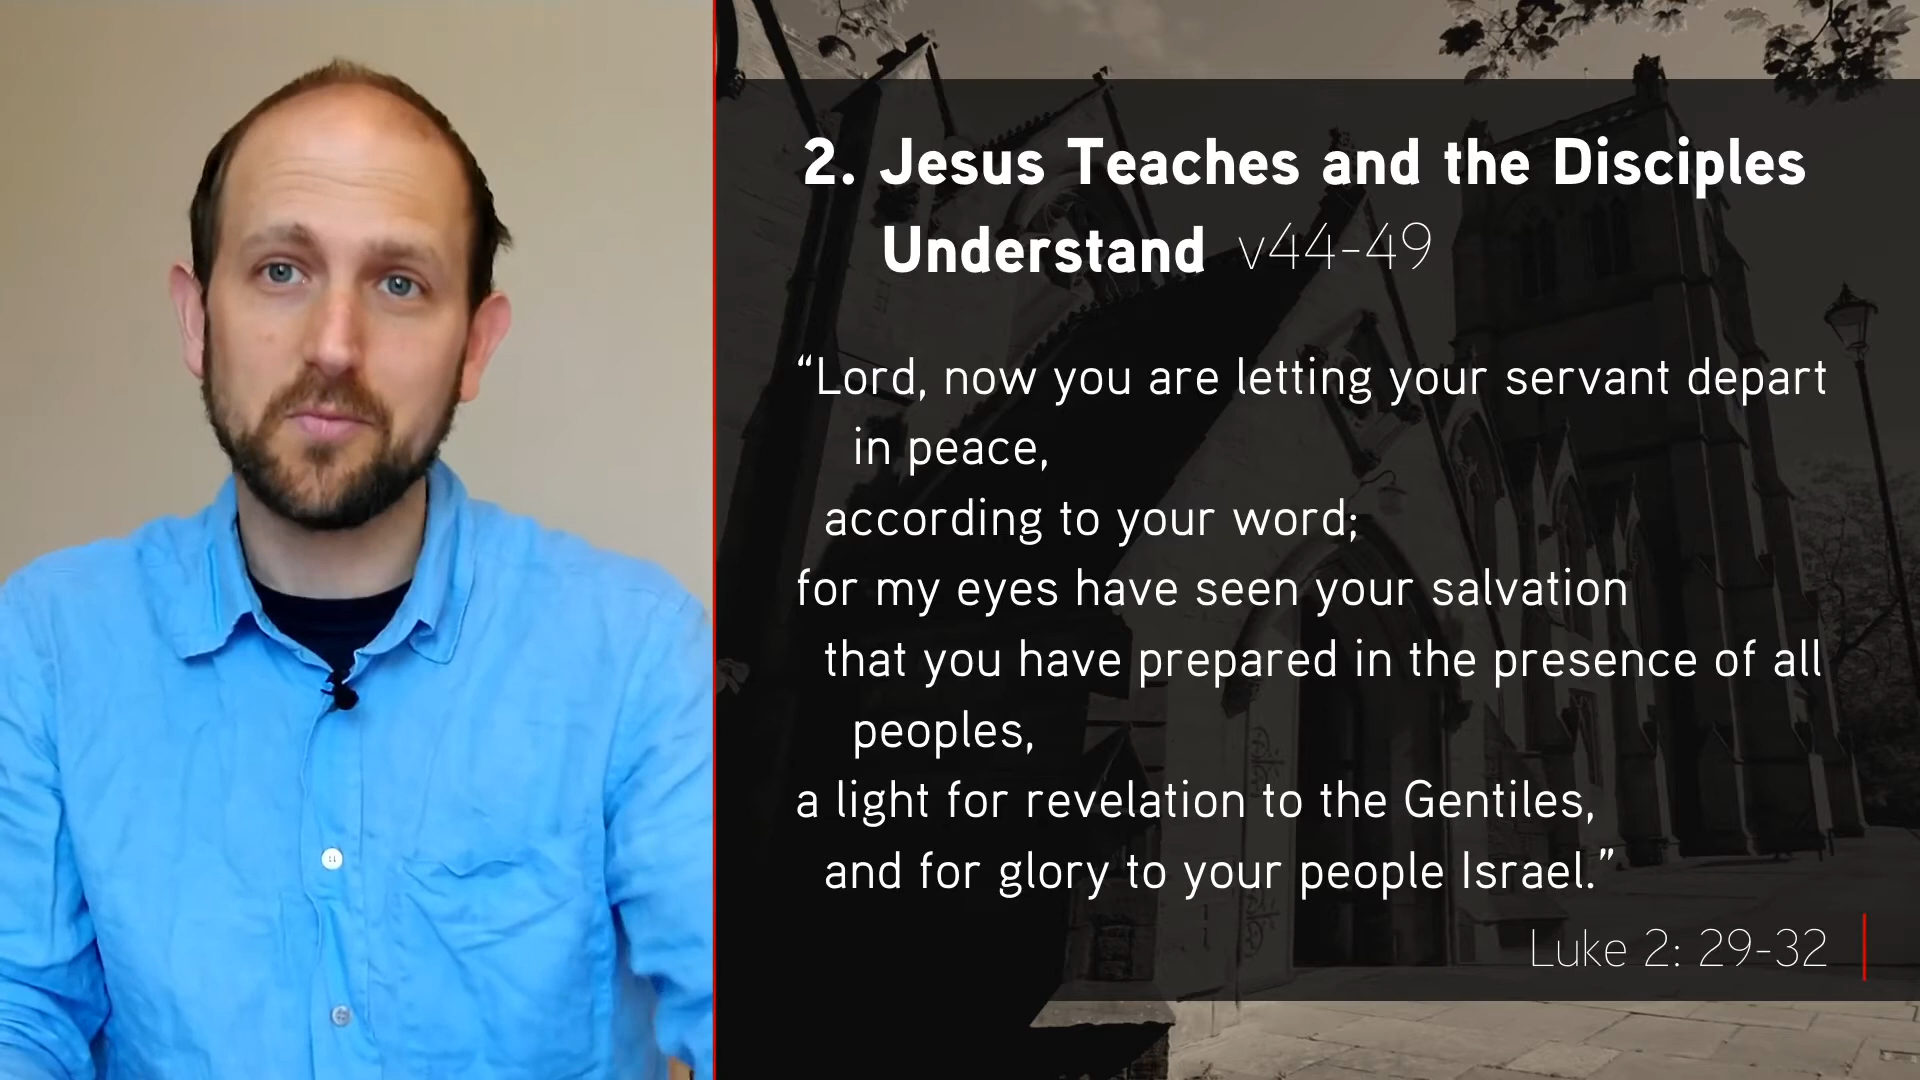 2. Jesus Teaches and the Disciples
Understand v44-49
“Lord, now you are letting your servant depart
in peace,
according to your word;
for my eyes have seen your salvation
that you have prepared in the presence of all
peoples,
a light for revelation to the Gentiles,
and for glory to your people Israel.”
Luke 2: 29-32